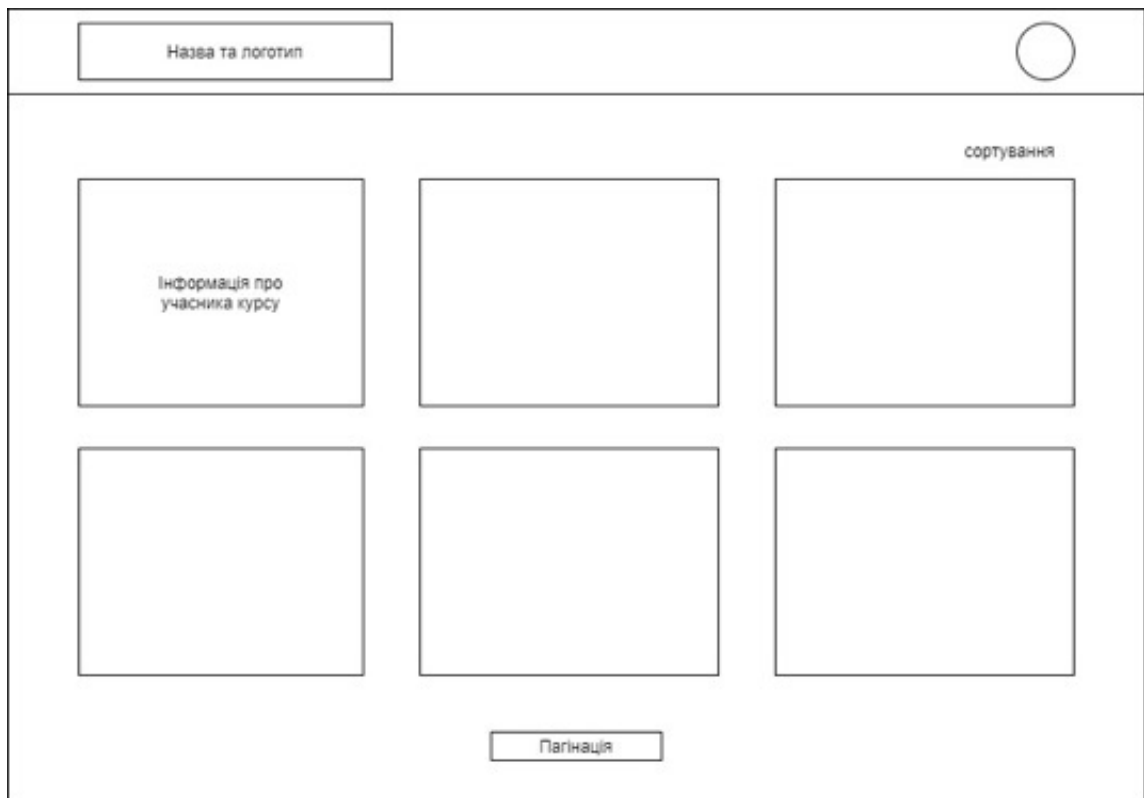 Назва та логотип
сортування
Інформація про
учасника курсу
Пагінація